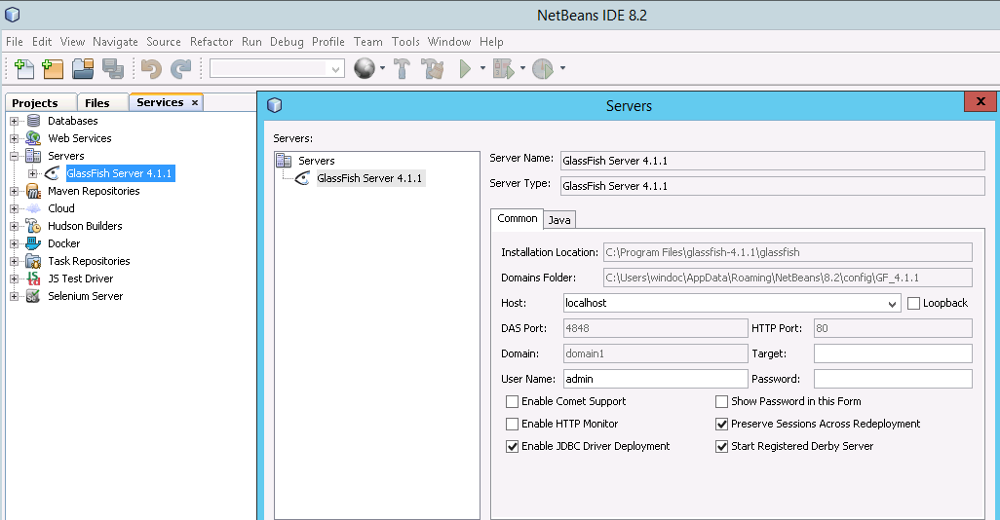 NetBeans IDE 8.2
File Edit View Navigate Source Refactor Run Debug Profile Team Tools Window Help
Projects Files Services ×
Databases
Web Services
Servers
GlassFish Server 4.1.1
Maven Repositories
Cloud
Hudson Builders
Docker
Task Repositories
JS Test Driver
Selenium Server
Servers
Servers:
Servers
GlassFish Server 4.1.1
Server Name: GlassFish Server 4.1.1
Server Type: GlassFish Server 4.1.1
Common Java
Installation Location: C:\Program Files\glassfish-4.1.1\glassfish
Domains Folder: C:\Users\windoc\AppData\Roaming\NetBeans\8.2\config\GF_4.1.1
Host: localhost Loopback
DAS Port: 4848 HTTP Port: 80
Domain: domain1 Target:
User Name: admin Password:
Enable Comet Support Show Password in this Form
Enable HTTP Monitor Preserve Sessions Across Redeployment
Enable JDBC Driver Deployment Start Registered Derby Server